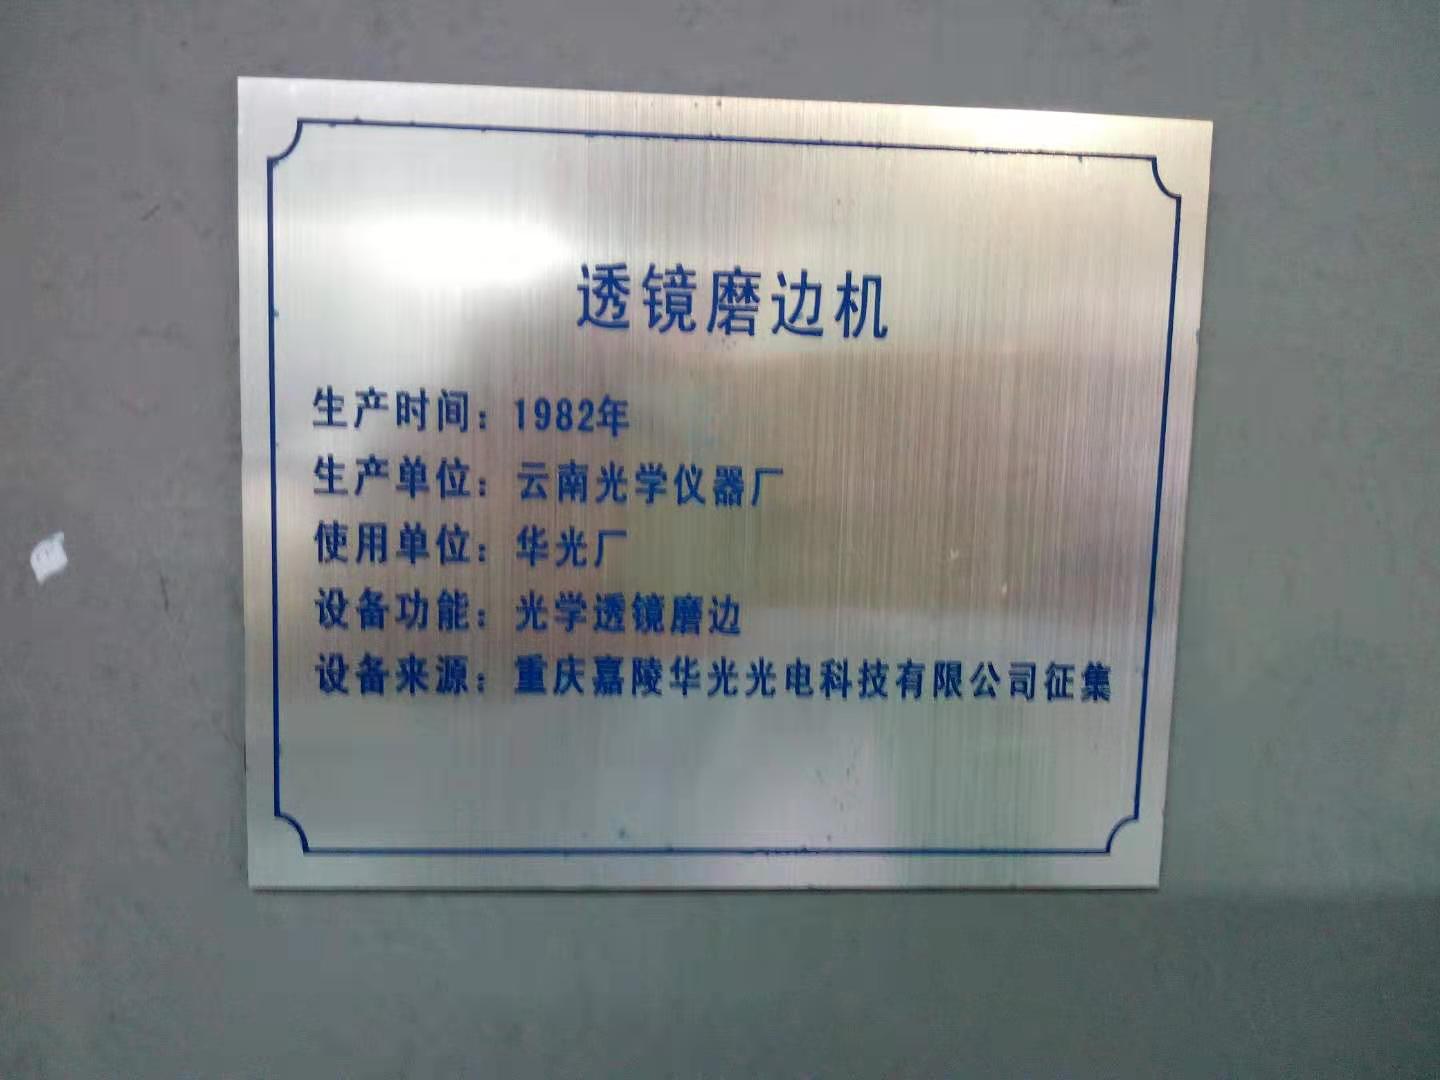 透镜磨边机
生产时间：1982年
生产单位：云南光学仪器厂
使用单位：华光厂
设备功能：光学透镜磨边
设备来源：重庆嘉陵华光光电科技有限公司征集